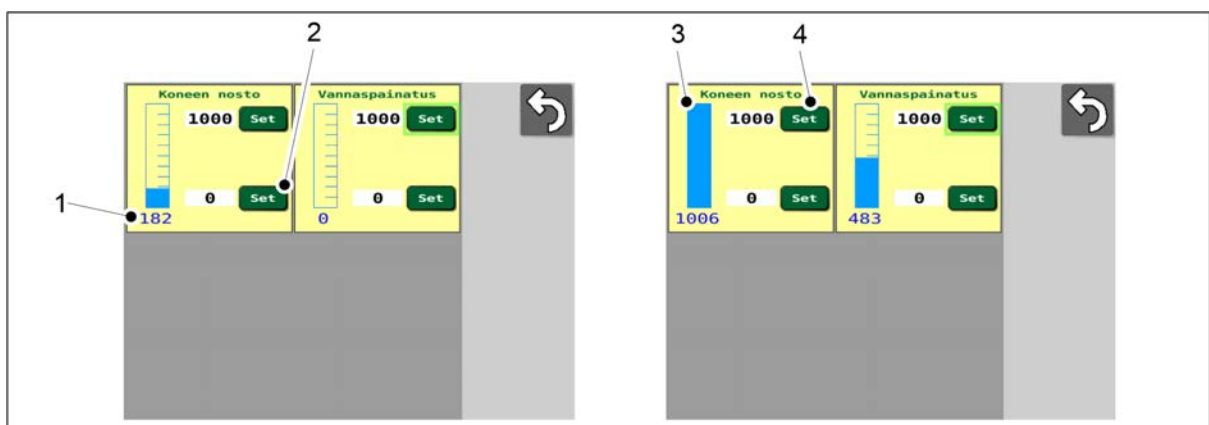 2
3
4
Koneen nosto
Vannaspainatus
1000 Set
1000 Set
0 Set
0 Set
1
182
0
Koneen nosto
Vannaspainatus
1000 Set
1000 Set
0 Set
0 Set
1006
483